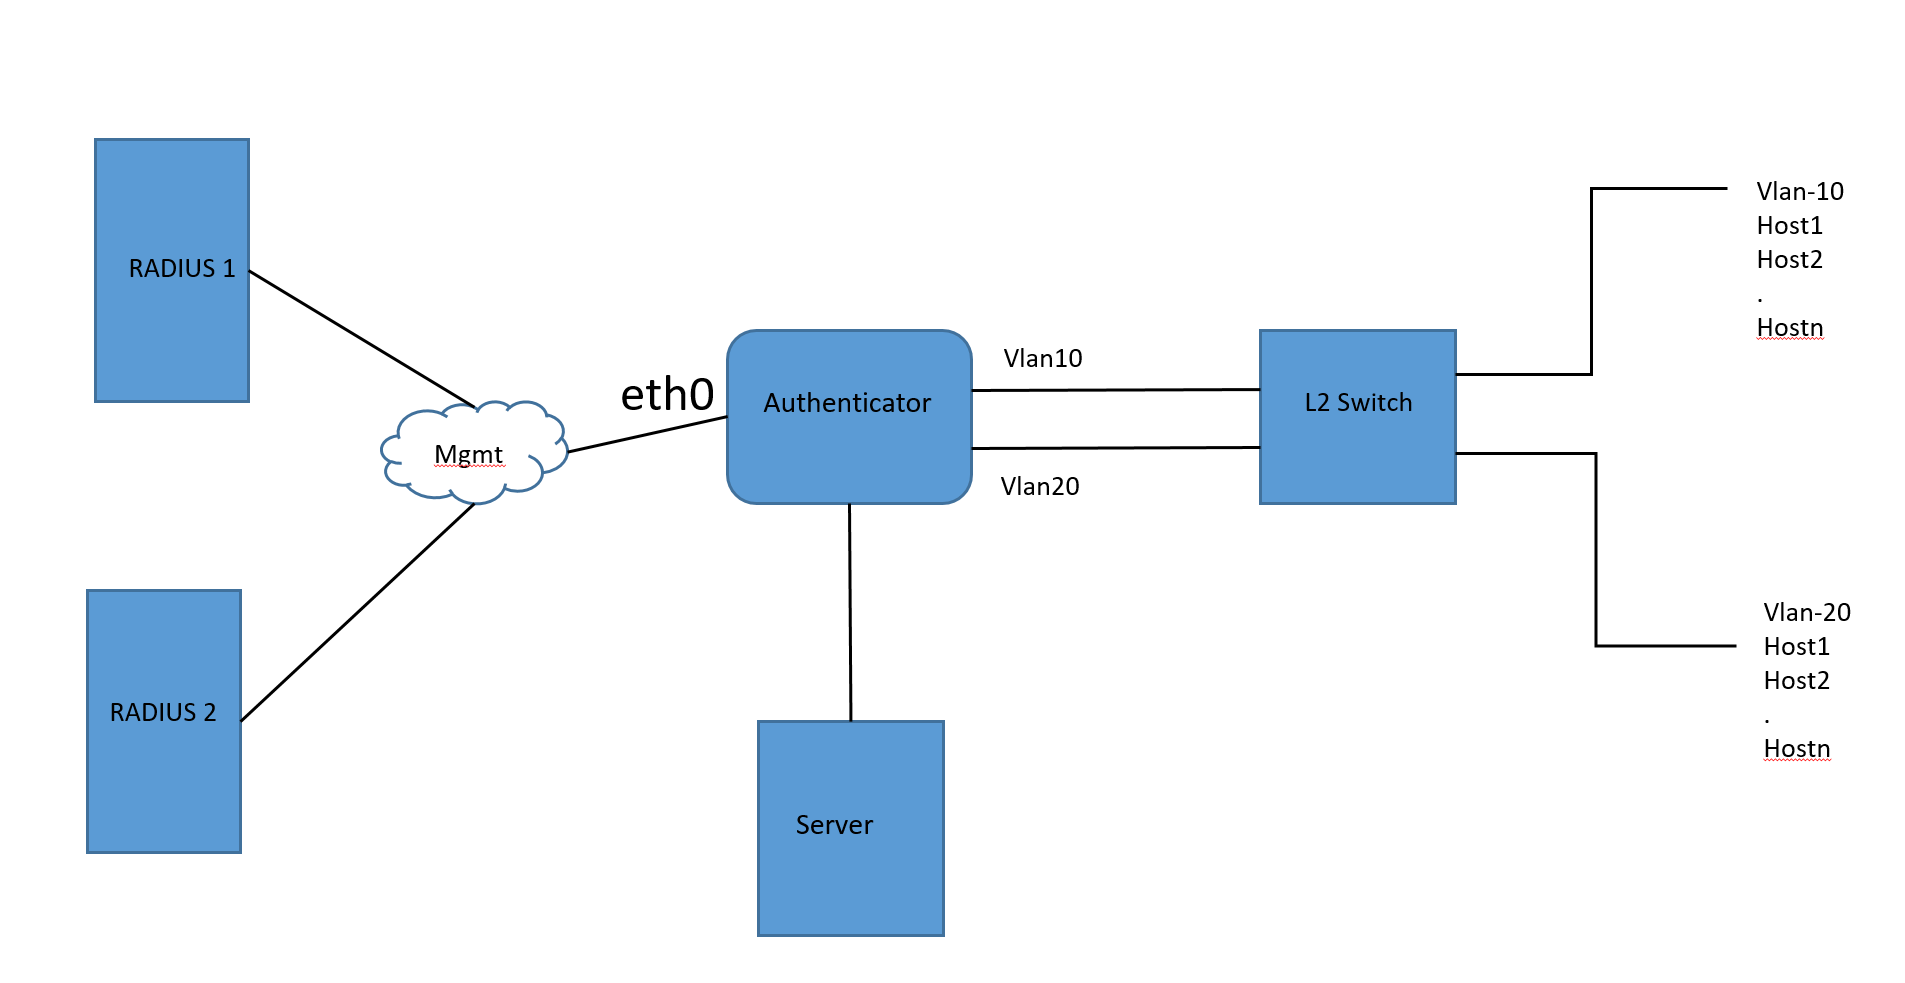 RADIUS 1
RADIUS 2
Mgmt
eth0
Authenticator
Server
Vlan10
Vlan20
L2 Switch
Vlan-10
Host1
Host2
.
Hostn
Vlan-20
Host1
Host2
.
Hostn